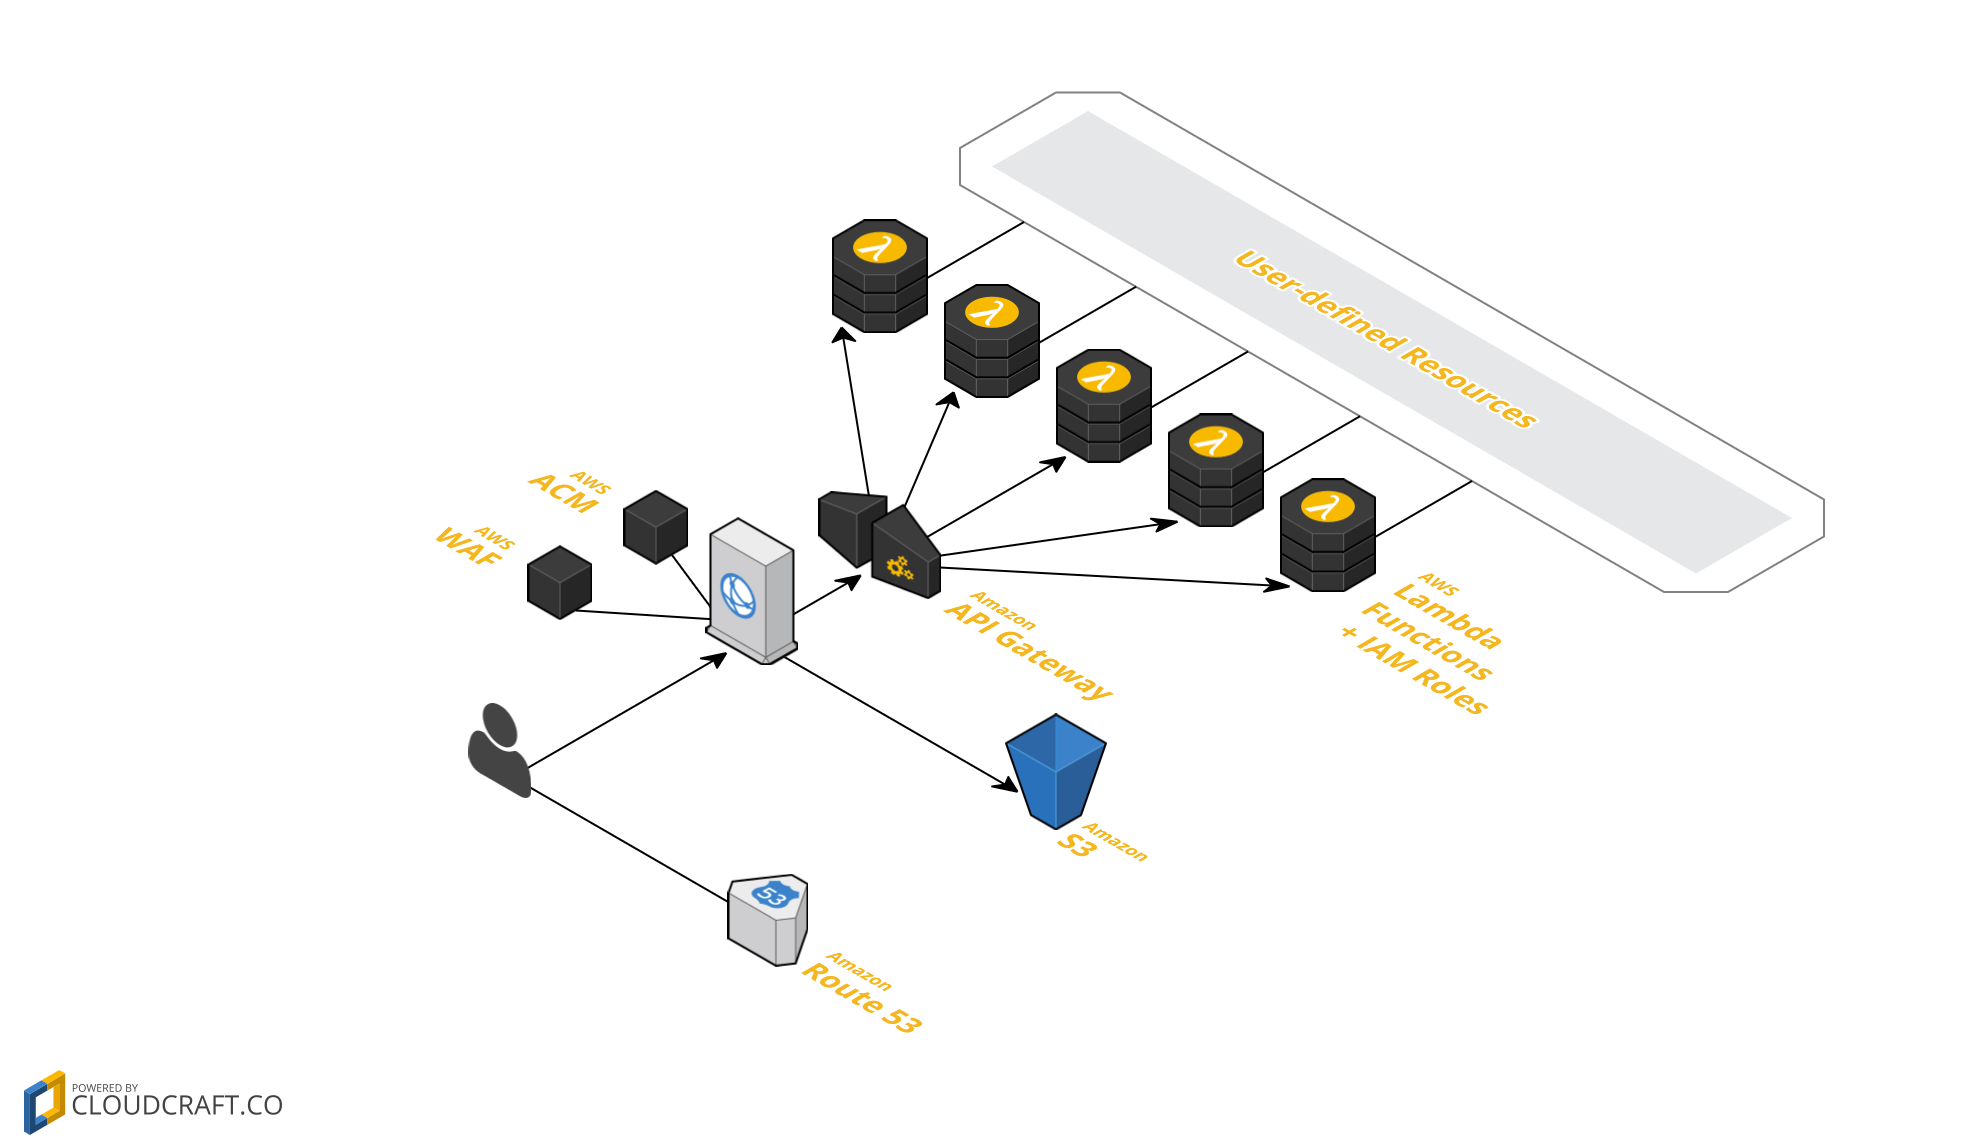 User-defined Resources
AWS
ACM
AWS
WAF
Amazon
API Gateway
AWS
Lambda
Functions
+ IAM Roles
Amazon
S3
53
Amazon
Route 53
POWERED BY
CLOUDCRAFT.CO